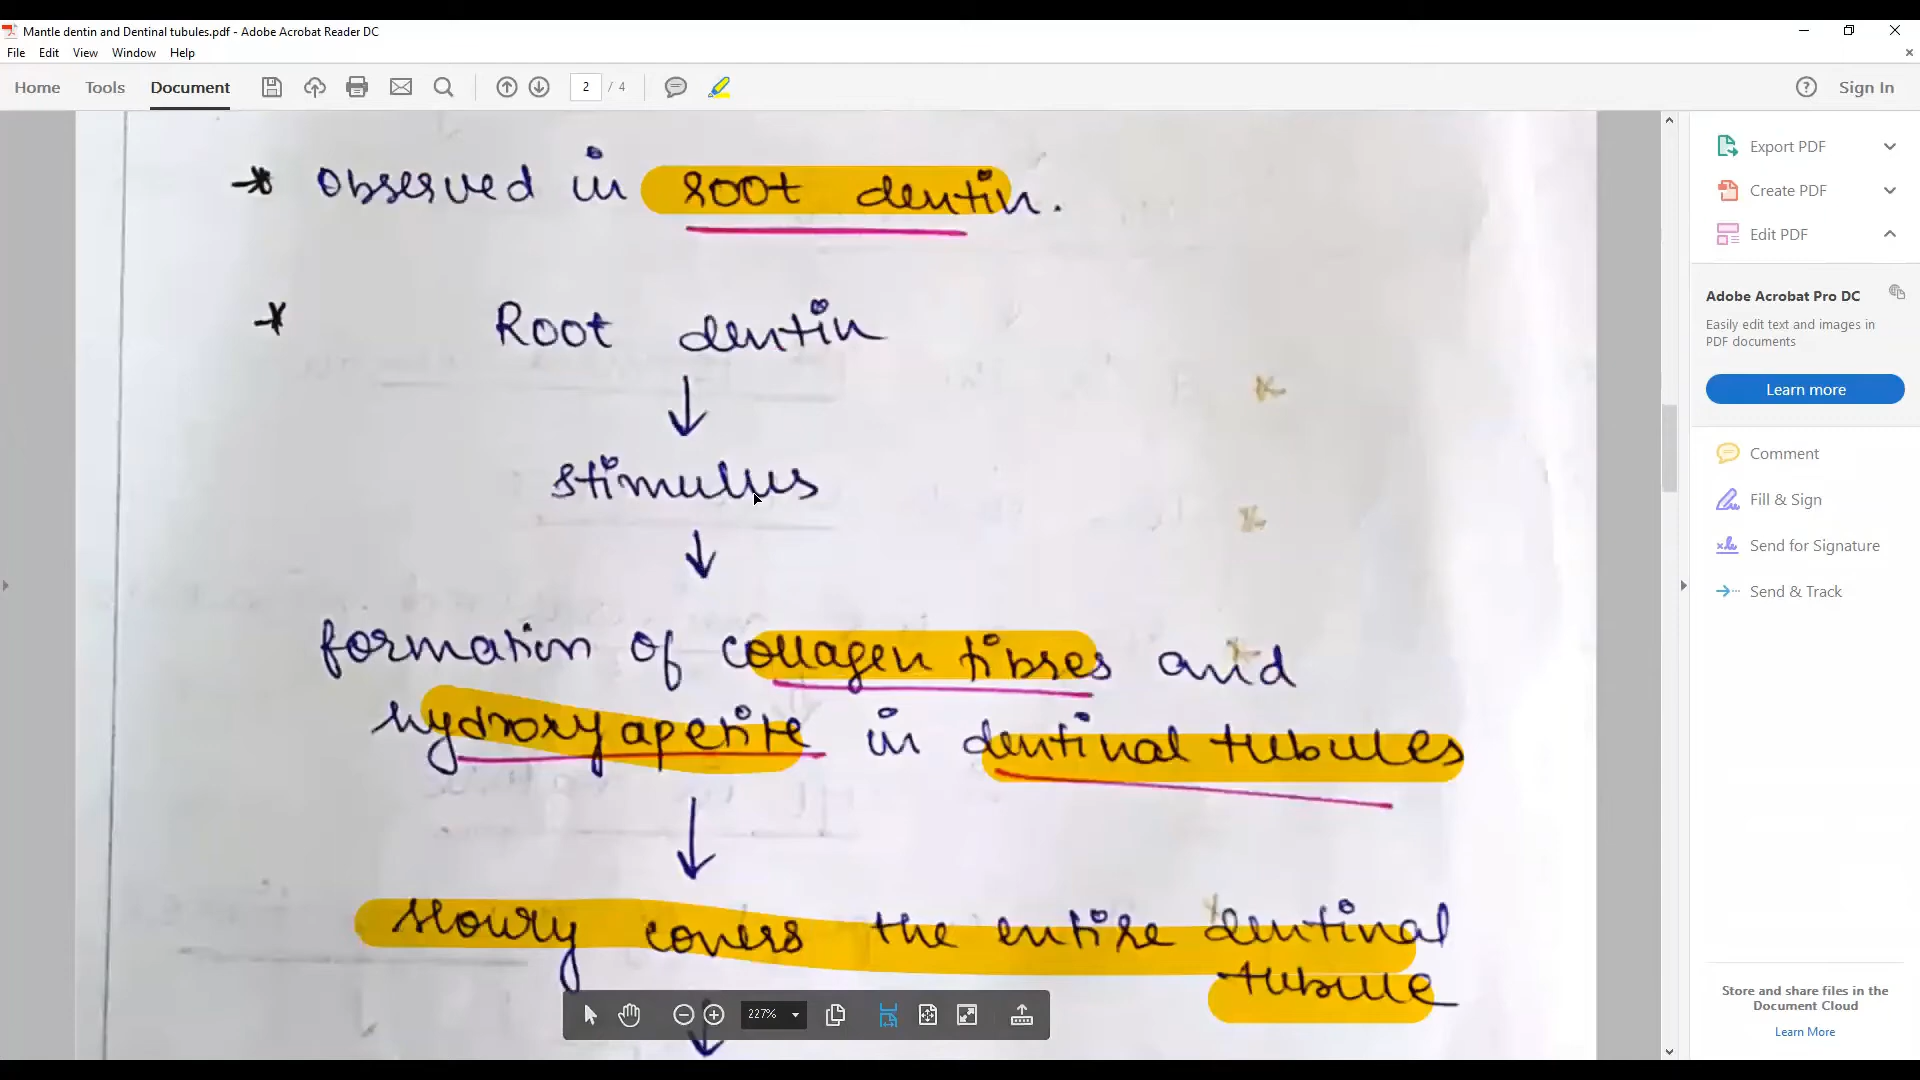 Mantle dentin and Dentinal tubules.pdf - Adobe Acrobat Reader DC
File Edit View Window Help
Home Tools Document 2 / 4 Sign In
* Observed in root dentin.
* Root dentin
↓
stimulus
↓
formation of collagen fibres and
hydroxyapetite in dentinal tubules
↓
slowly covers the entire dentinal
tubule
↓
227%
Export PDF
Create PDF
Edit PDF
Adobe Acrobat Pro DC
Easily edit text and images in
PDF documents
Learn more
Comment
Fill & Sign
Send for Signature
Send & Track
Store and share files in the
Document Cloud
Learn More